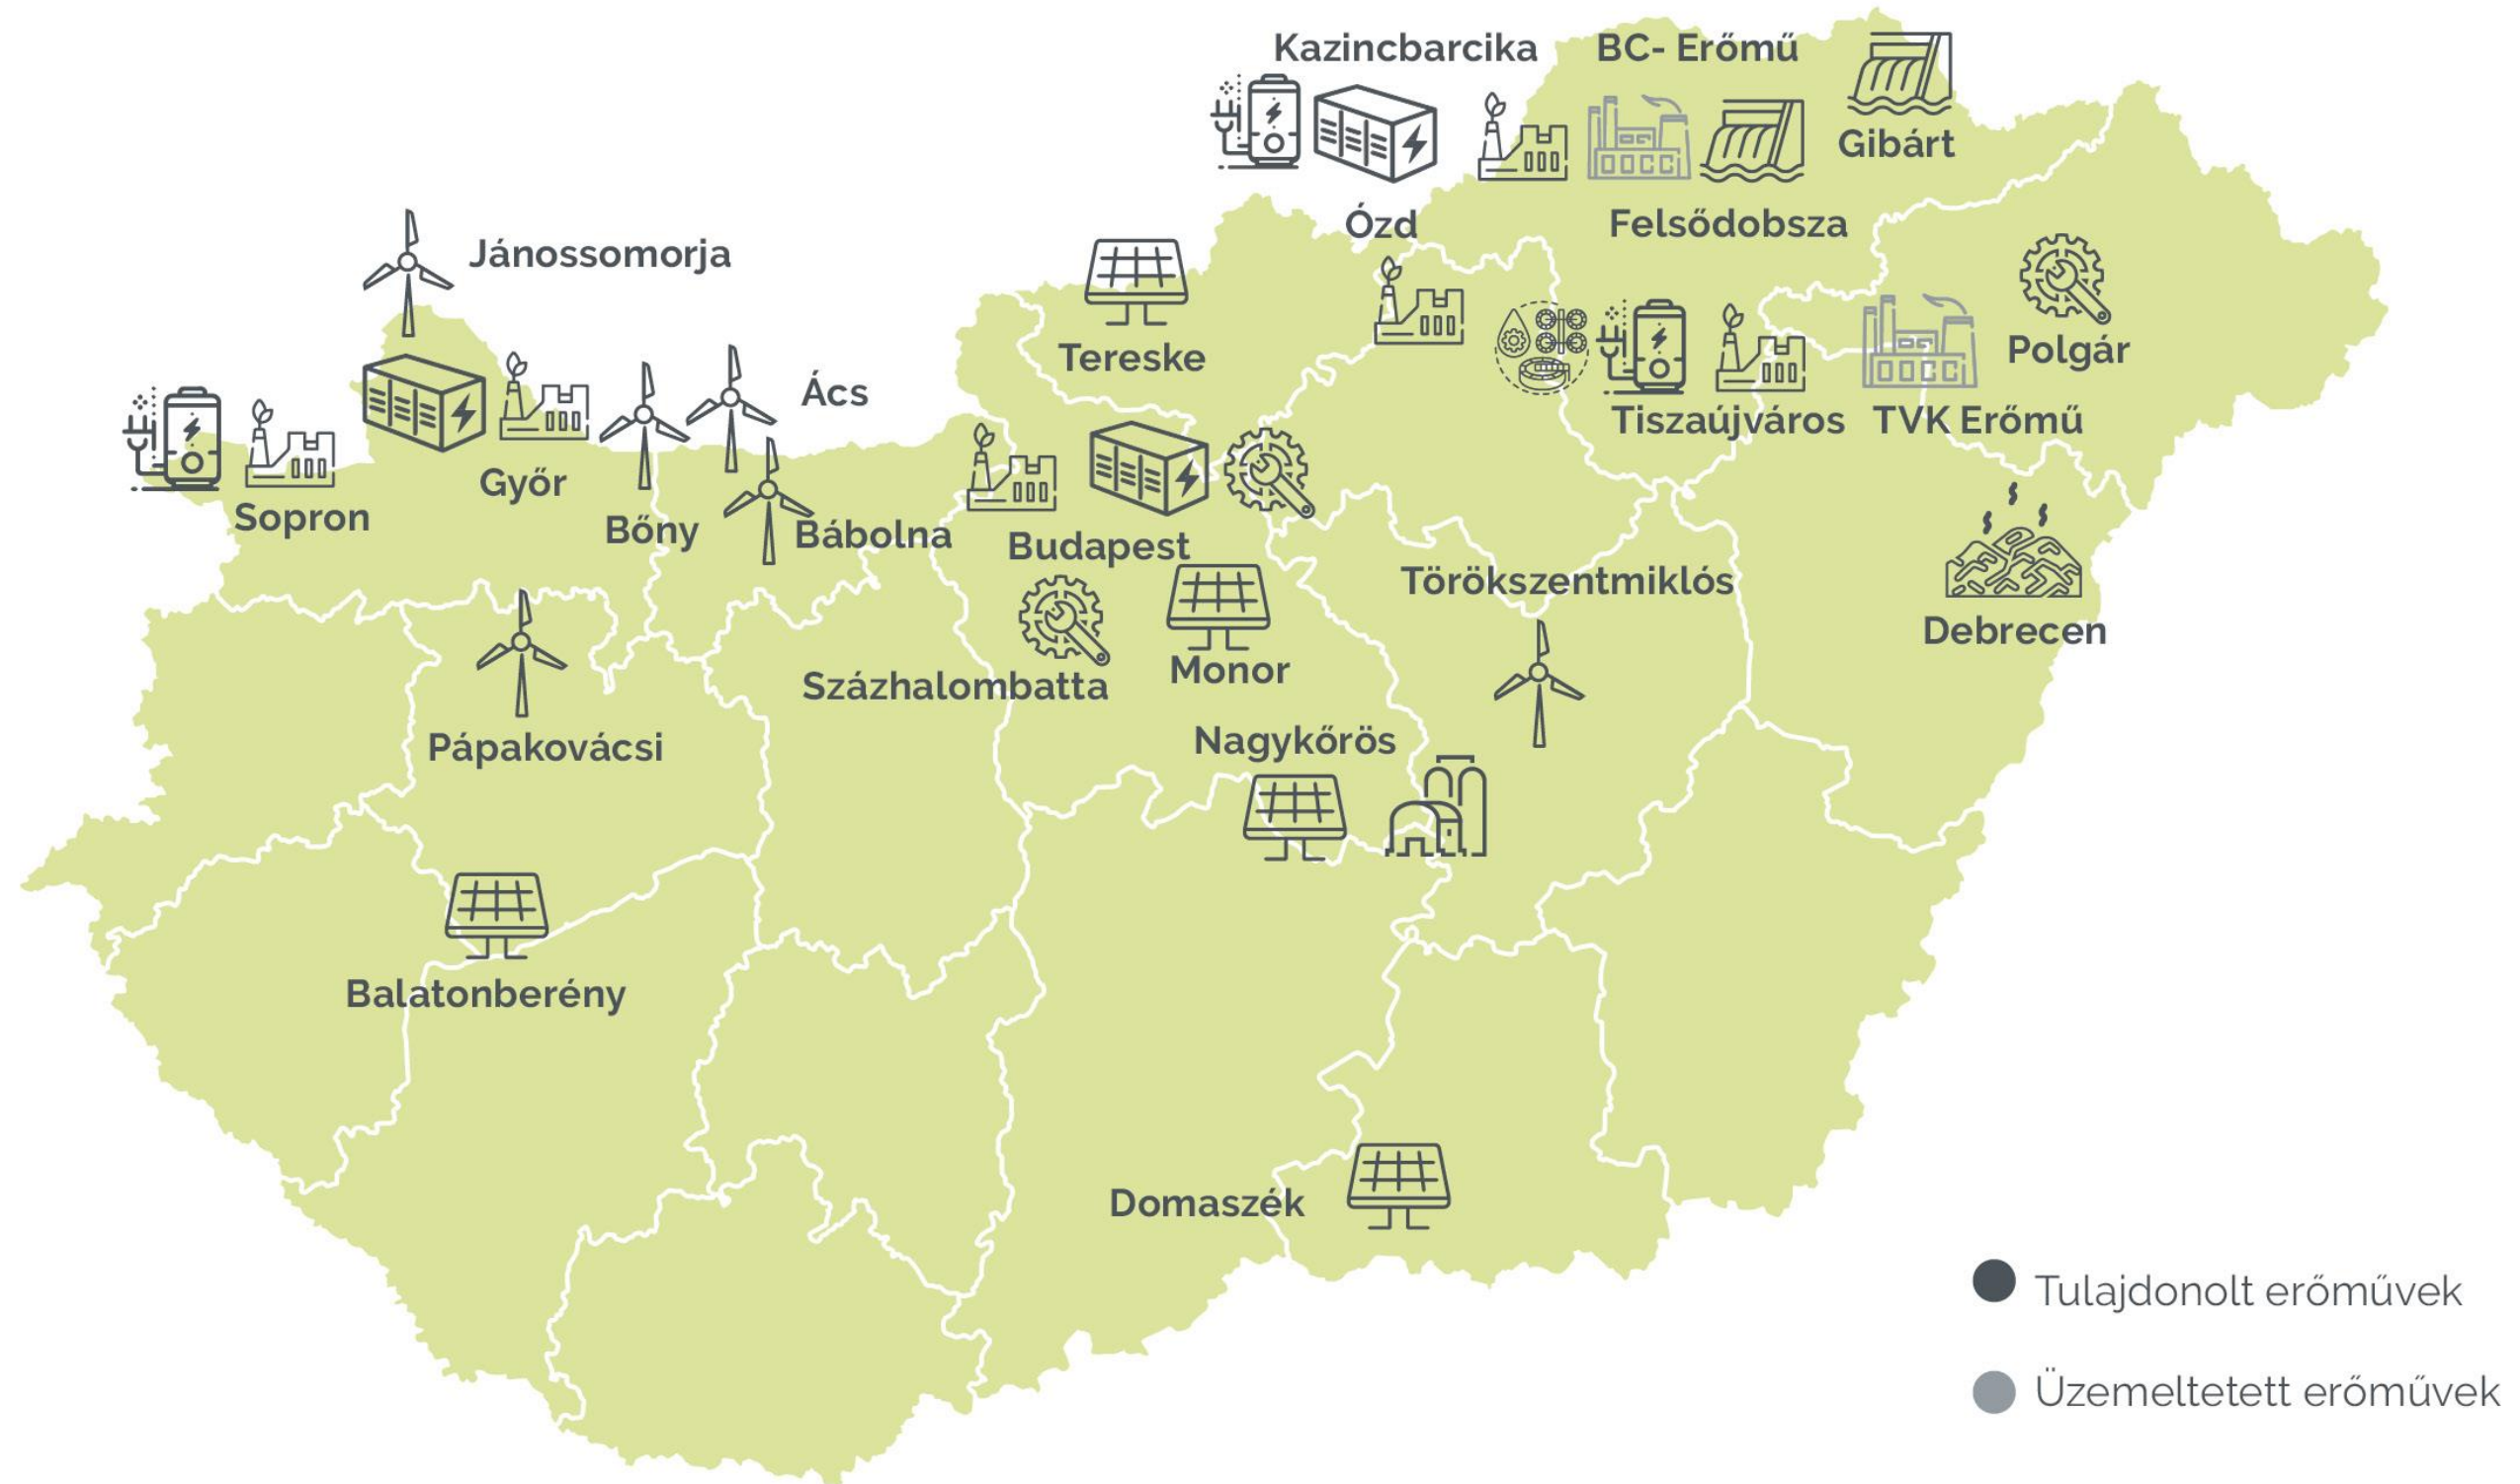 Kazincbarcika
BC- Erőmű
Gibárt
Ózd
Felsődobsza
Jánossomorja
Tereske
Polgár
Ács
Tiszaújváros
TVK Erőmű
Győr
Sopron
Bőny
Bábolna
Budapest
Törökszentmiklós
Debrecen
Százhalombatta
Monor
Pápakovácsi
Nagykőrös
Balatonberény
Domaszék
Tulajdonolt erőművek
Üzemeltetett erőművek